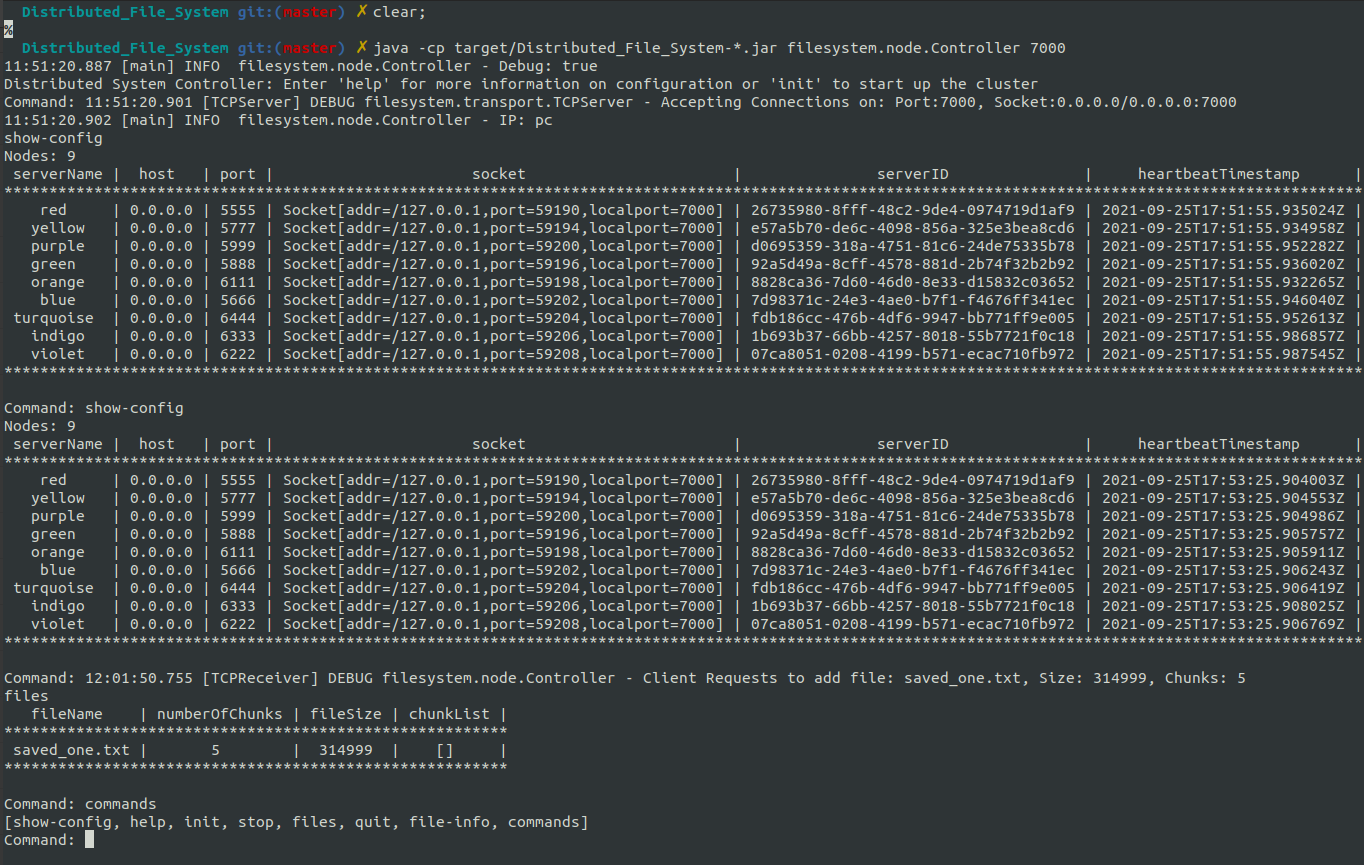 Distributed_File_System git:(master) ✗ clear;
%
Distributed_File_System git:(master) ✗ java -cp target/Distributed_File_System-*.jar filesystem.node.Controller 7000
11:51:20.887 [main] INFO  filesystem.node.Controller - Debug: true
Distributed System Controller: Enter 'help' for more information on configuration or 'init' to start up the cluster
Command: 11:51:20.901 [TCPServer] DEBUG filesystem.transport.TCPServer - Accepting Connections on: Port:7000, Socket:0.0.0.0/0.0.0.0:7000
11:51:20.902 [main] INFO  filesystem.node.Controller - IP: pc
show-config
Nodes: 9
serverName |  host   | port |                      socket                       |               serverID                |     heartbeatTimestamp      |
*******************************************************************************************************************************************************
red     | 0.0.0.0 | 5555 | Socket[addr=/127.0.0.1,port=59190,localport=7000] | 26735980-8fff-48c2-9de4-0974719d1af9 | 2021-09-25T17:51:55.935024Z |
yellow   | 0.0.0.0 | 5777 | Socket[addr=/127.0.0.1,port=59194,localport=7000] | e57a5b70-de6c-4098-856a-325e3bea8cd6 | 2021-09-25T17:51:55.934958Z |
purple   | 0.0.0.0 | 5999 | Socket[addr=/127.0.0.1,port=59200,localport=7000] | d0695359-318a-4751-81c6-24de75335b78 | 2021-09-25T17:51:55.952282Z |
green    | 0.0.0.0 | 5888 | Socket[addr=/127.0.0.1,port=59196,localport=7000] | 92a5d49a-8cff-4578-881d-2b74f32b2b92 | 2021-09-25T17:51:55.936020Z |
orange   | 0.0.0.0 | 6111 | Socket[addr=/127.0.0.1,port=59198,localport=7000] | 8828ca36-7d60-46d0-8e33-d15832c03652 | 2021-09-25T17:51:55.932265Z |
blue    | 0.0.0.0 | 5666 | Socket[addr=/127.0.0.1,port=59202,localport=7000] | 7d98371c-24e3-4ae0-b7f1-f4676ff341ec | 2021-09-25T17:51:55.946040Z |
turquoise  | 0.0.0.0 | 6444 | Socket[addr=/127.0.0.1,port=59204,localport=7000] | fdb186cc-476b-4df6-9947-bb771ff9e005 | 2021-09-25T17:51:55.952613Z |
indigo   | 0.0.0.0 | 6333 | Socket[addr=/127.0.0.1,port=59206,localport=7000] | 1b693b37-66bb-4257-8018-55b7721f0c18 | 2021-09-25T17:51:55.986857Z |
violet   | 0.0.0.0 | 6222 | Socket[addr=/127.0.0.1,port=59208,localport=7000] | 07ca8051-0208-4199-b571-ecac710fb972 | 2021-09-25T17:51:55.987545Z |
*******************************************************************************************************************************************************
Command: show-config
Nodes: 9
serverName |  host   | port |                      socket                       |               serverID                |     heartbeatTimestamp      |
*******************************************************************************************************************************************************
red     | 0.0.0.0 | 5555 | Socket[addr=/127.0.0.1,port=59190,localport=7000] | 26735980-8fff-48c2-9de4-0974719d1af9 | 2021-09-25T17:53:25.904003Z |
yellow   | 0.0.0.0 | 5777 | Socket[addr=/127.0.0.1,port=59194,localport=7000] | e57a5b70-de6c-4098-856a-325e3bea8cd6 | 2021-09-25T17:53:25.904553Z |
purple   | 0.0.0.0 | 5999 | Socket[addr=/127.0.0.1,port=59200,localport=7000] | d0695359-318a-4751-81c6-24de75335b78 | 2021-09-25T17:53:25.904986Z |
green    | 0.0.0.0 | 5888 | Socket[addr=/127.0.0.1,port=59196,localport=7000] | 92a5d49a-8cff-4578-881d-2b74f32b2b92 | 2021-09-25T17:53:25.905757Z |
orange   | 0.0.0.0 | 6111 | Socket[addr=/127.0.0.1,port=59198,localport=7000] | 8828ca36-7d60-46d0-8e33-d15832c03652 | 2021-09-25T17:53:25.905911Z |
blue    | 0.0.0.0 | 5666 | Socket[addr=/127.0.0.1,port=59202,localport=7000] | 7d98371c-24e3-4ae0-b7f1-f4676ff341ec | 2021-09-25T17:53:25.906243Z |
turquoise  | 0.0.0.0 | 6444 | Socket[addr=/127.0.0.1,port=59204,localport=7000] | fdb186cc-476b-4df6-9947-bb771ff9e005 | 2021-09-25T17:53:25.906419Z |
indigo   | 0.0.0.0 | 6333 | Socket[addr=/127.0.0.1,port=59206,localport=7000] | 1b693b37-66bb-4257-8018-55b7721f0c18 | 2021-09-25T17:53:25.908025Z |
violet   | 0.0.0.0 | 6222 | Socket[addr=/127.0.0.1,port=59208,localport=7000] | 07ca8051-0208-4199-b571-ecac710fb972 | 2021-09-25T17:53:25.906769Z |
*******************************************************************************************************************************************************
Command: 12:01:50.755 [TCPReceiver] DEBUG filesystem.node.Controller - Client Requests to add file: saved_one.txt, Size: 314999, Chunks: 5
files
fileName    | numberOfChunks | fileSize | chunkList |
********************************************************
saved_one.txt |       5        |  314999  |    []     |
********************************************************
Command: commands
[show-config, help, init, stop, files, quit, file-info, commands]
Command: